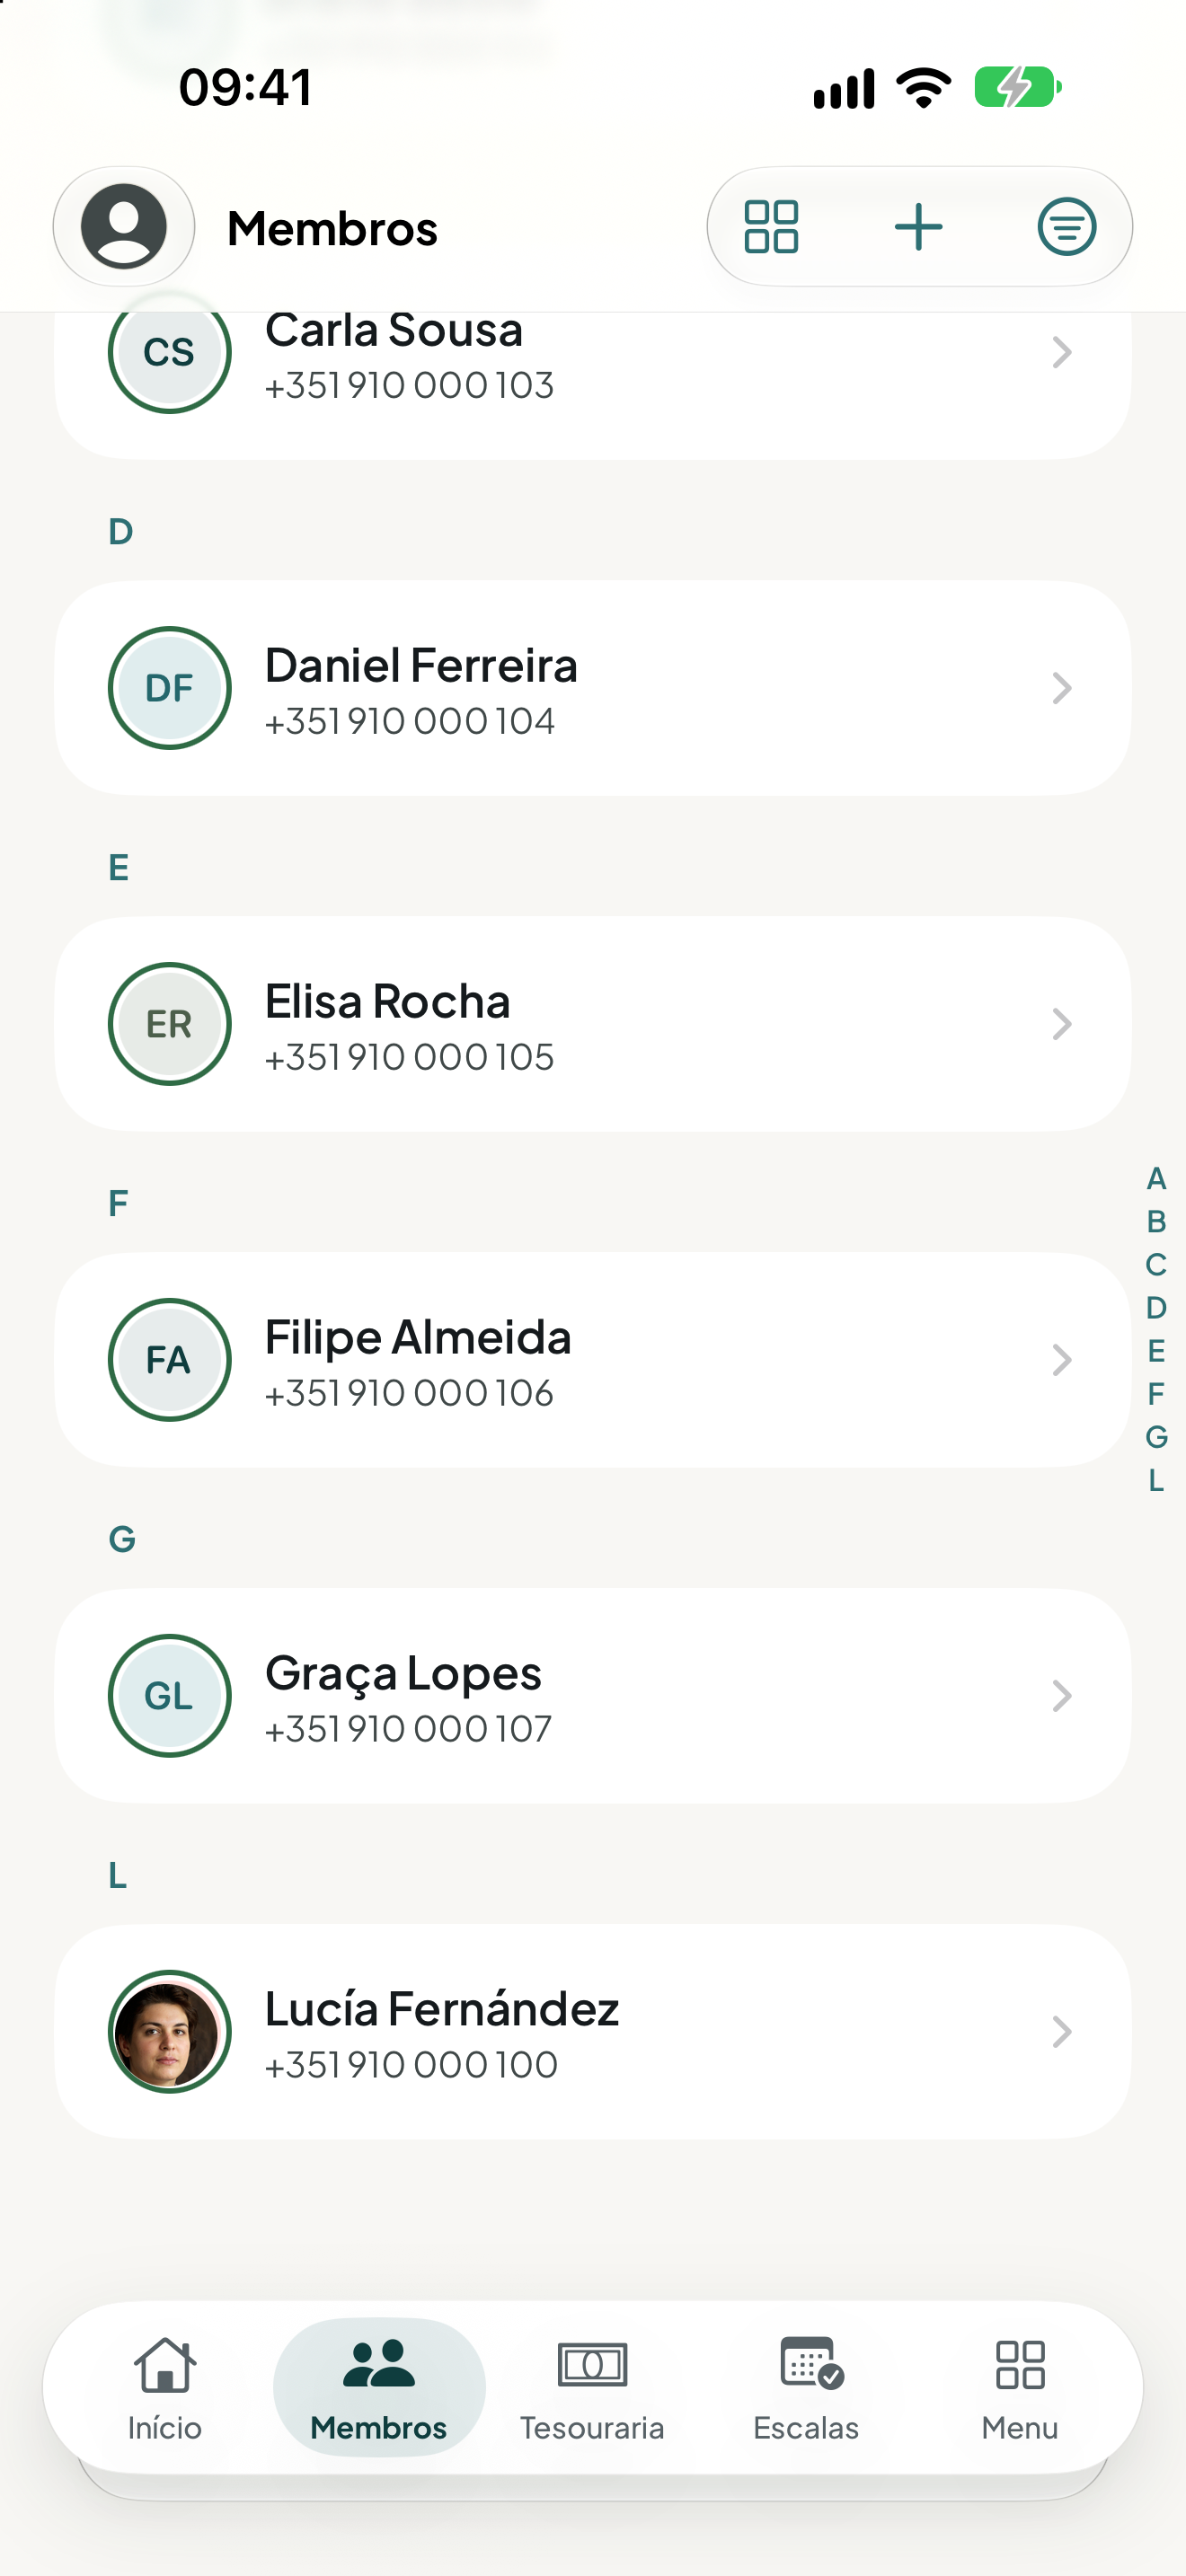 09:41
Membros
CS
Carla Sousa
+351 910 000 103
D
DF
Daniel Ferreira
+351 910 000 104
E
ER
Elisa Rocha
+351 910 000 105
F
FA
Filipe Almeida
+351 910 000 106
G
GL
Graça Lopes
+351 910 000 107
L
Lucía Fernández
+351 910 000 100
A
B
C
D
E
F
G
L
Início
Membros
Tesouraria
Escalas
Menu